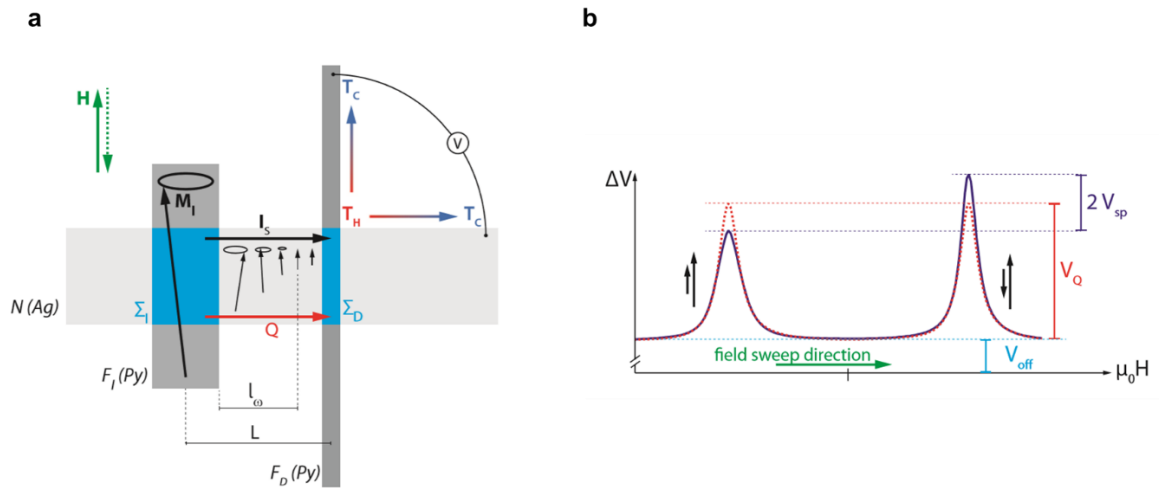 a
H
M_I
I_s
T_C
V
T_H
T_C
N (Ag)
Σ_I
Q
Σ_D
F_I (Py)
l_ω
L
F_D (Py)
b
ΔV
2 V_sp
V_Q
field sweep direction
V_off
μ₀H